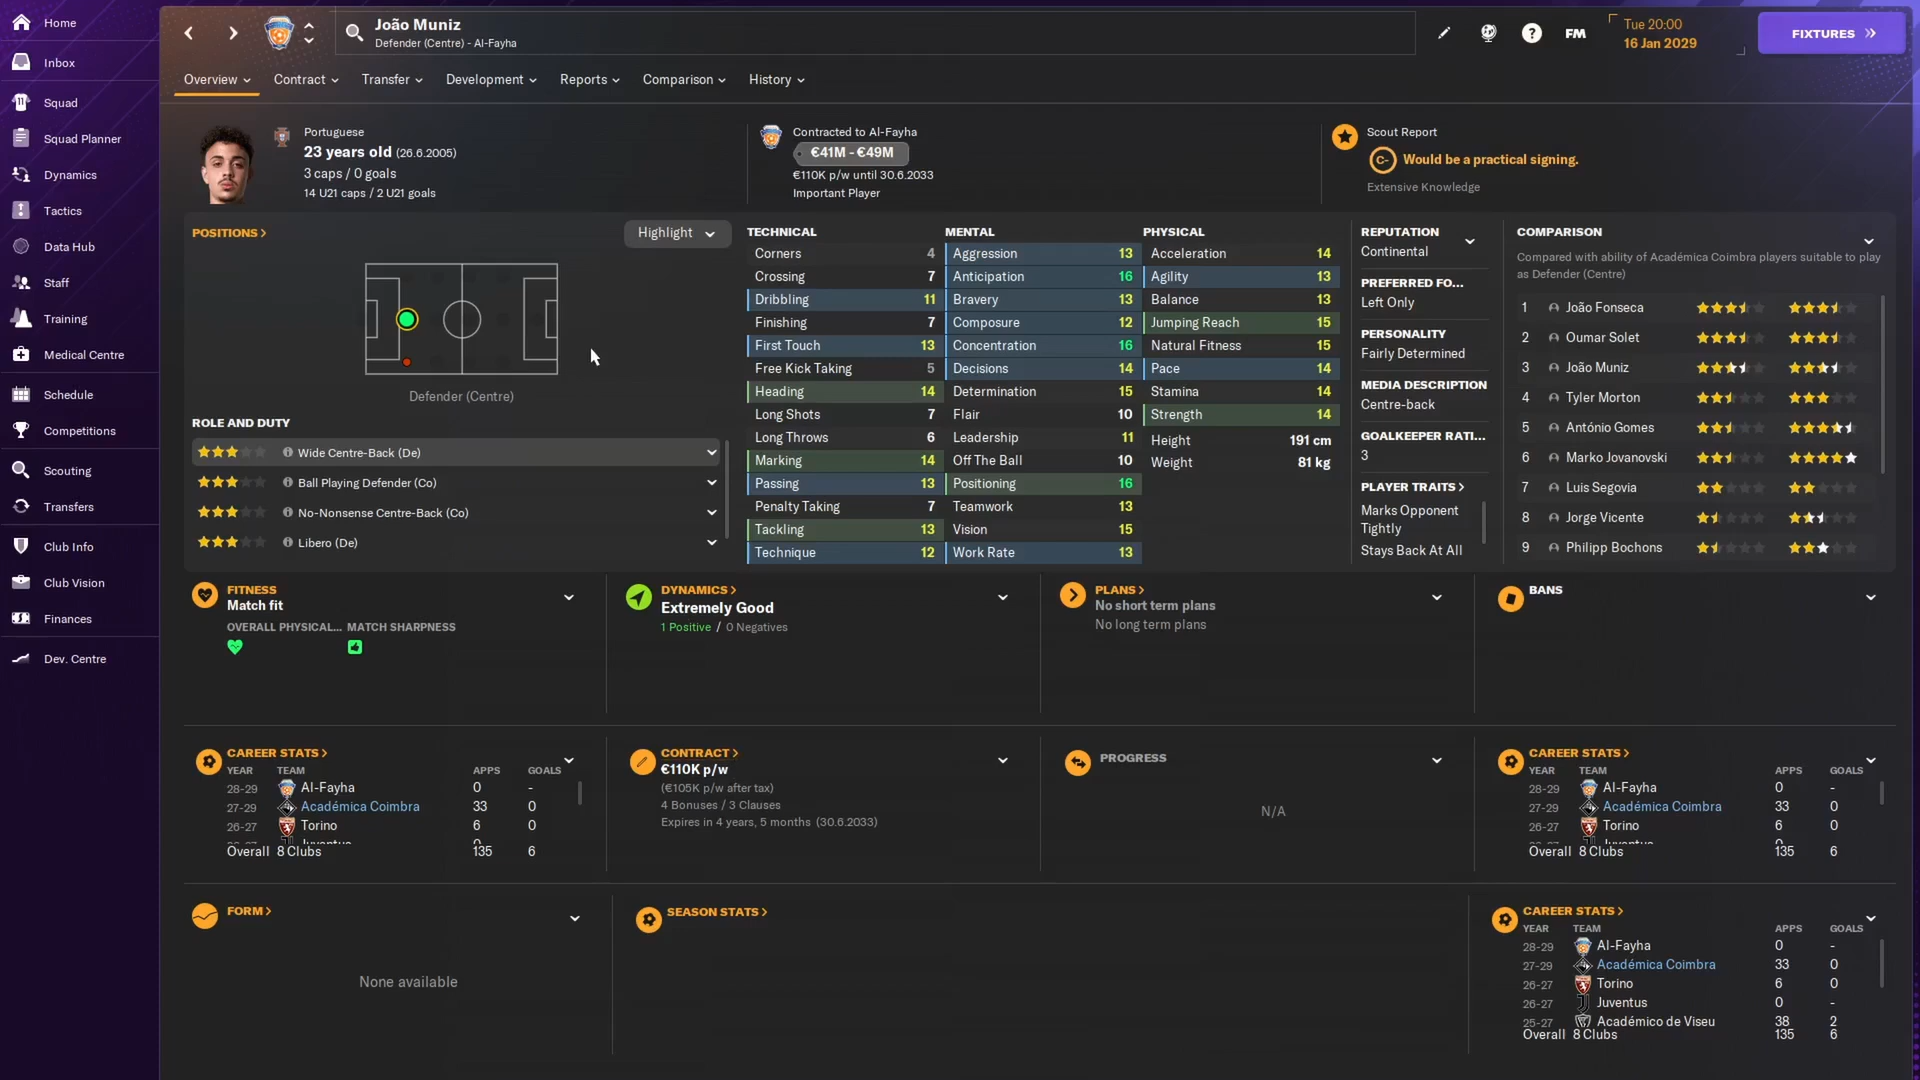 Home
Inbox
Squad
Squad Planner
Dynamics
Tactics
Data Hub
Staff
Training
Medical Centre
Schedule
Competitions
Scouting
Transfers
Club Info
Club Vision
Finances
Dev. Centre
João Muniz
Defender (Centre) - Al-Fayha
FM
Tue 20:00
16 Jan 2029
FIXTURES
Overview
Contract
Transfer
Development
Reports
Comparison
History
Portuguese
23 years old (26.6.2005)
3 caps / 0 goals
14 U21 caps / 2 U21 goals
Contracted to Al-Fayha
€41M - €49M
€110K p/w until 30.6.2033
Important Player
Scout Report
C- Would be a practical signing.
Extensive Knowledge
POSITIONS
Highlight
Defender (Centre)
ROLE AND DUTY
Wide Centre-Back (De)
Ball Playing Defender (Co)
No-Nonsense Centre-Back (Co)
Libero (De)
TECHNICAL
Corners 4
Crossing 7
Dribbling 11
Finishing 7
First Touch 13
Free Kick Taking 5
Heading 14
Long Shots 7
Long Throws 6
Marking 14
Passing 13
Penalty Taking 7
Tackling 13
Technique 12
MENTAL
Aggression 13
Anticipation 16
Bravery 13
Composure 12
Concentration 16
Decisions 14
Determination 15
Flair 10
Leadership 11
Off The Ball 10
Positioning 16
Teamwork 13
Vision 15
Work Rate 13
PHYSICAL
Acceleration 14
Agility 13
Balance 13
Jumping Reach 15
Natural Fitness 15
Pace 14
Stamina 14
Strength 14
Height 191 cm
Weight 81 kg
REPUTATION
Continental
PREFERRED FO...
Left Only
PERSONALITY
Fairly Determined
MEDIA DESCRIPTION
Centre-back
GOALKEEPER RATI...
3
PLAYER TRAITS
Marks Opponent
Tightly
Stays Back At All
COMPARISON
Compared with ability of Académica Coimbra players suitable to play
as Defender (Centre)
1 João Fonseca
2 Oumar Solet
3 João Muniz
4 Tyler Morton
5 António Gomes
6 Marko Jovanovski
7 Luis Segovia
8 Jorge Vicente
9 Philipp Bochons
FITNESS
Match fit
OVERALL PHYSICAL... MATCH SHARPNESS
DYNAMICS
Extremely Good
1 Positive / 0 Negatives
PLANS
No short term plans
No long term plans
BANS
CAREER STATS
YEAR TEAM APPS GOALS
28-29 Al-Fayha 0 -
27-29 Académica Coimbra 33 0
26-27 Torino 6 0
Overall 8 Clubs 135 6
CONTRACT
€110K p/w
(€105K p/w after tax)
4 Bonuses / 3 Clauses
Expires in 4 years, 5 months (30.6.2033)
PROGRESS
N/A
CAREER STATS
YEAR TEAM APPS GOALS
28-29 Al-Fayha 0 -
27-29 Académica Coimbra 33 0
26-27 Torino 6 0
Overall 8 Clubs 135 6
FORM
None available
SEASON STATS
CAREER STATS
YEAR TEAM APPS GOALS
28-29 Al-Fayha 0 -
27-29 Académica Coimbra 33 0
26-27 Torino 6 0
26-27 Juventus 0 -
25-27 Académico de Viseu 38 2
Overall 8 Clubs 135 6